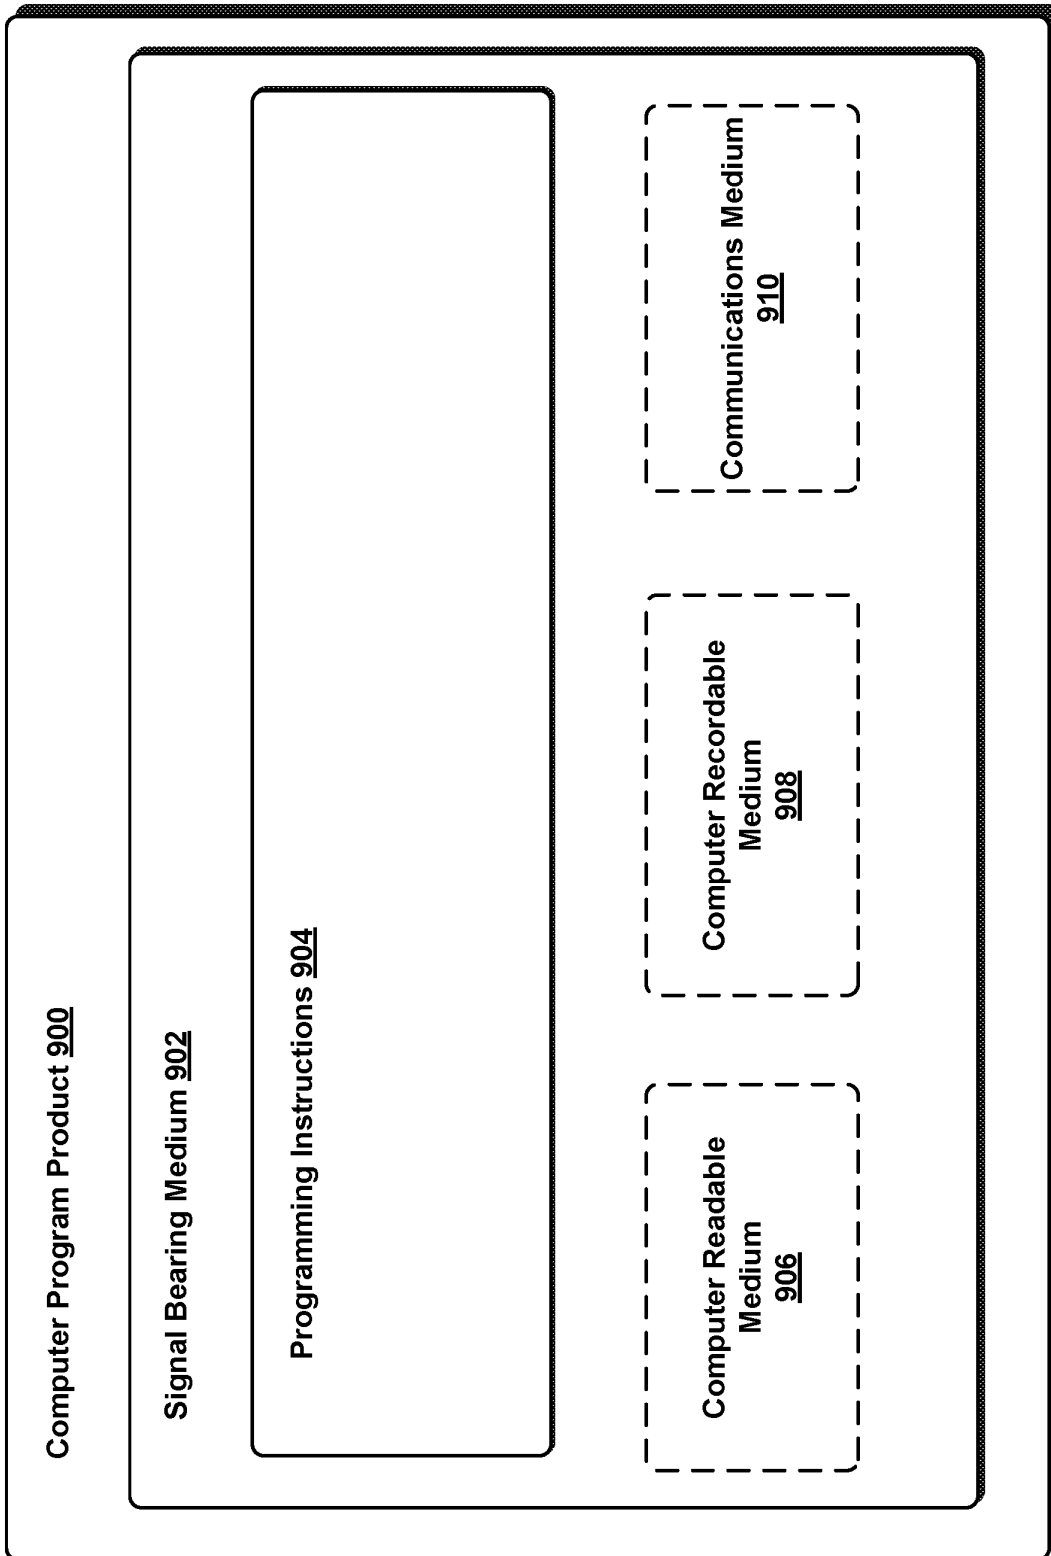 Computer Program Product 900
Signal Bearing Medium 902
Programming Instructions 904
Computer Readable
Medium
906
Computer Recordable
Medium
908
Communications Medium
910